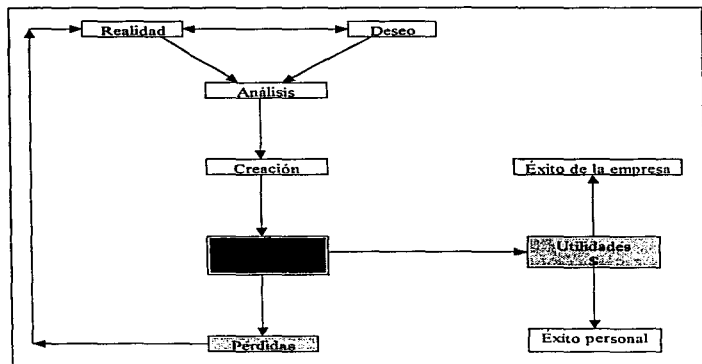 Realidad
Deseo
Análisis
Creación
Éxito de la empresa
Utilidades
$
Pérdidas
Éxito personal